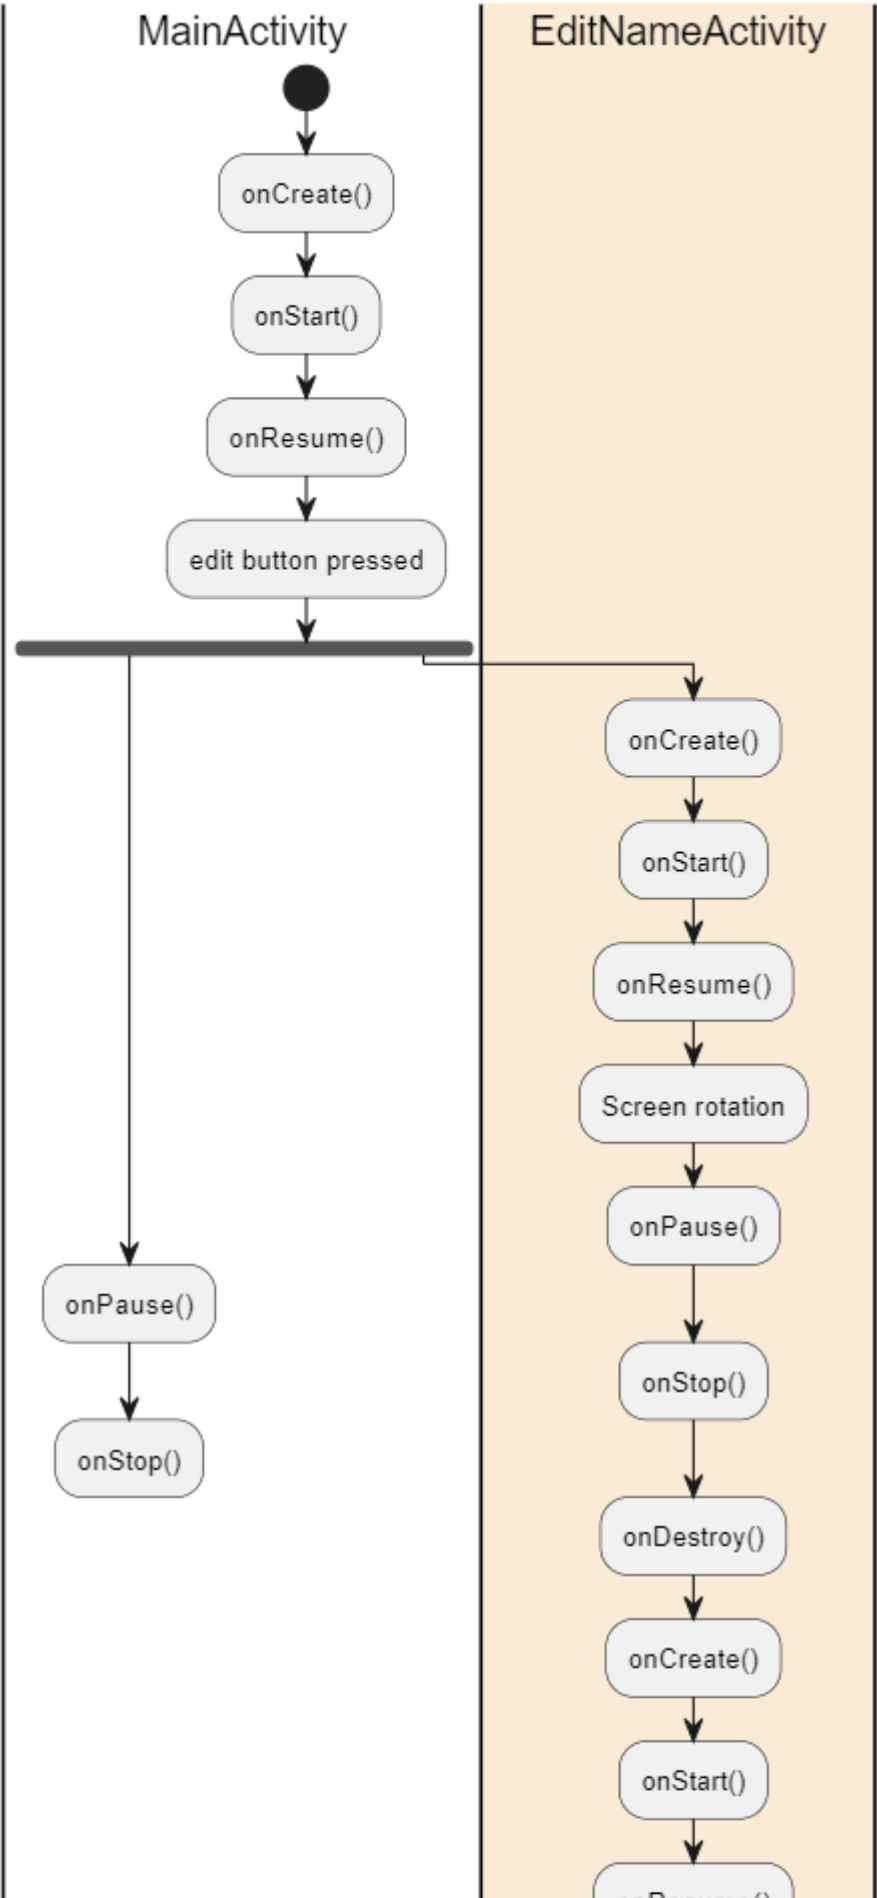 MainActivity
EditNameActivity
onCreate()
onStart()
onResume()
edit button pressed
onCreate()
onStart()
onResume()
Screen rotation
onPause()
onPause()
onStop()
onStop()
onDestroy()
onCreate()
onStart()